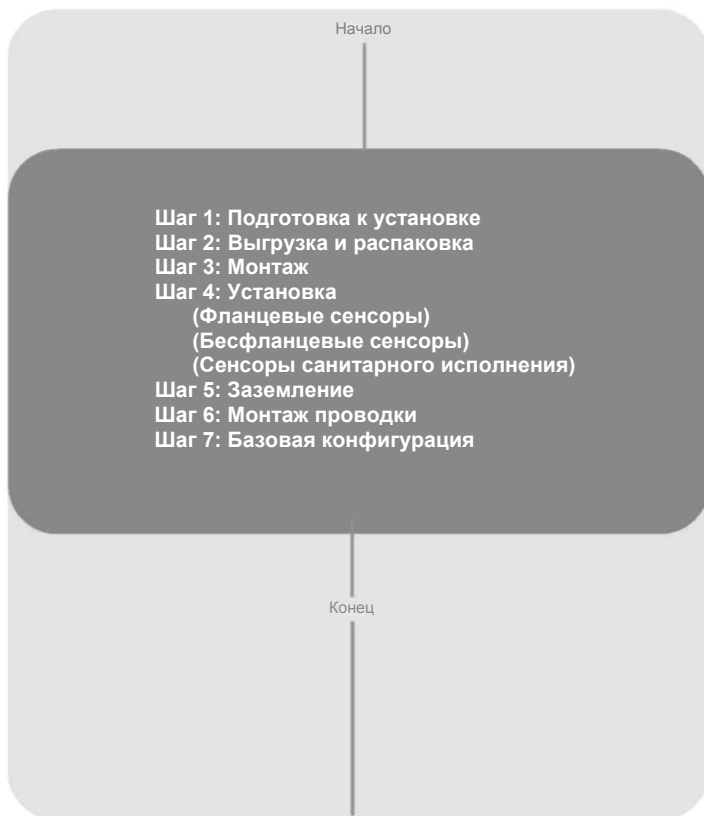 Начало
Шаг 1: Подготовка к установке
Шаг 2: Выгрузка и распаковка
Шаг 3: Монтаж
Шаг 4: Установка
(Фланцевые сенсоры)
(Бесфланцевые сенсоры)
(Сенсоры санитарного исполнения)
Шаг 5: Заземление
Шаг 6: Монтаж проводки
Шаг 7: Базовая конфигурация
Конец